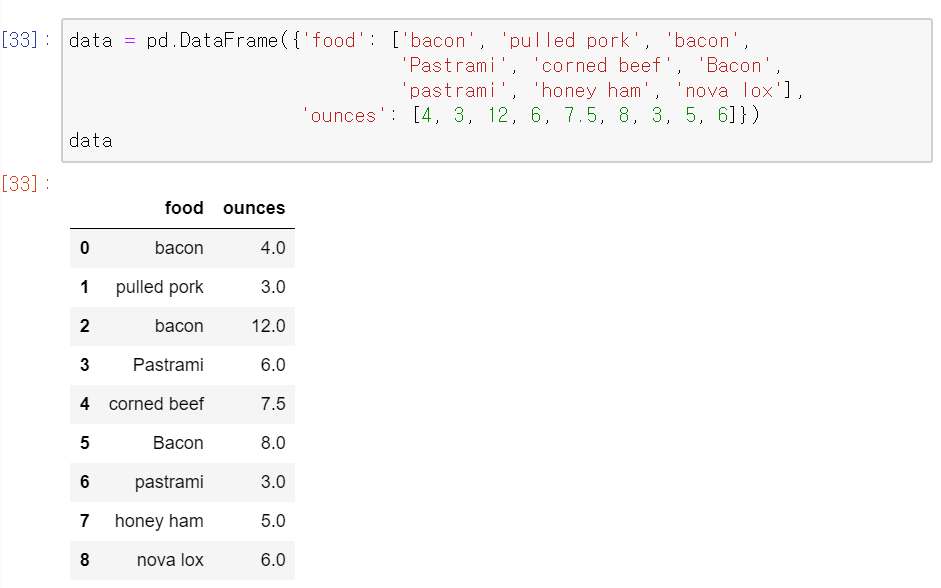 [33]: data = pd.DataFrame({'food': ['bacon', 'pulled pork', 'bacon',
'Pastrami', 'corned beef', 'Bacon',
'pastrami', 'honey ham', 'nova lox'],
'ounces': [4, 3, 12, 6, 7.5, 8, 3, 5, 6]})
data
[33]:
food ounces
0 bacon 4.0
1 pulled pork 3.0
2 bacon 12.0
3 Pastrami 6.0
4 corned beef 7.5
5 Bacon 8.0
6 pastrami 3.0
7 honey ham 5.0
8 nova lox 6.0